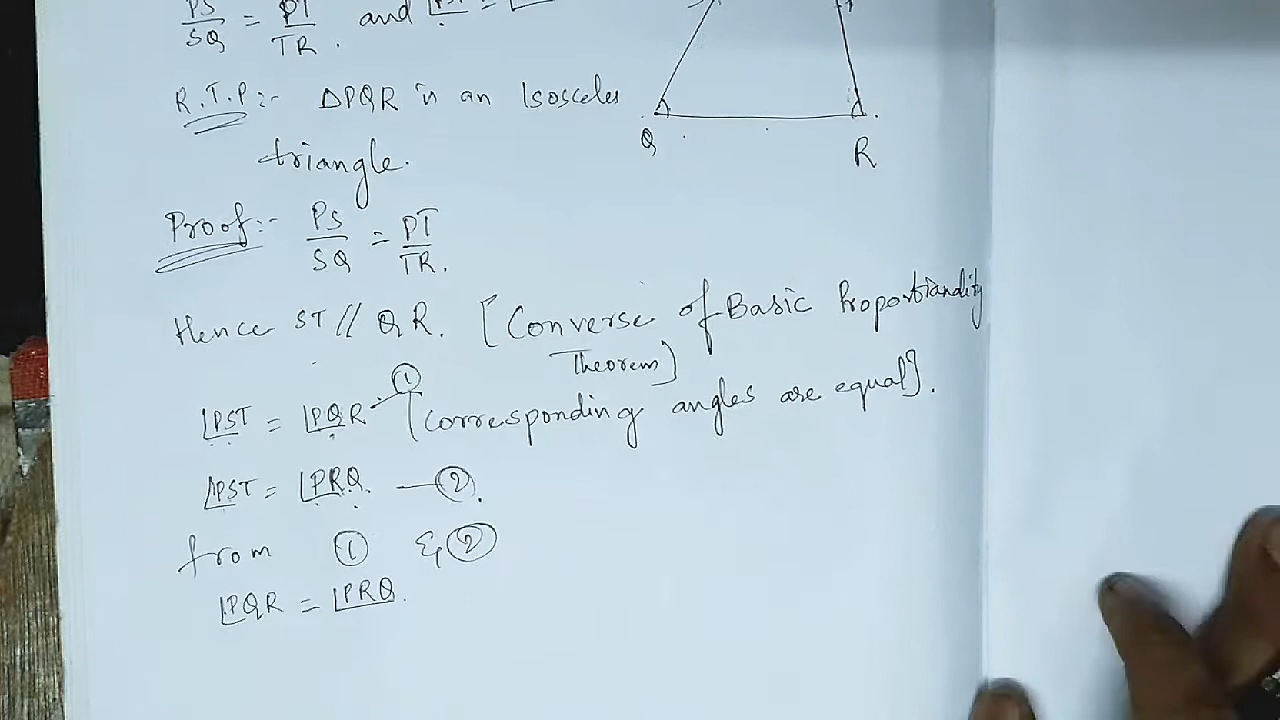 PS/SQ = PT/TR. and
R.T.P:- ΔPQR is an Isosceles
triangle.
Q
R
Proof:- PS/SQ = PT/TR.
Hence ST // QR. [Converse of Basic
Theorem]
∠PST = ∠PQR — ① [corresponding angles are equal].
∠PST = ∠PRQ. — ②.
from ① & ②
∠PQR = ∠PRQ.